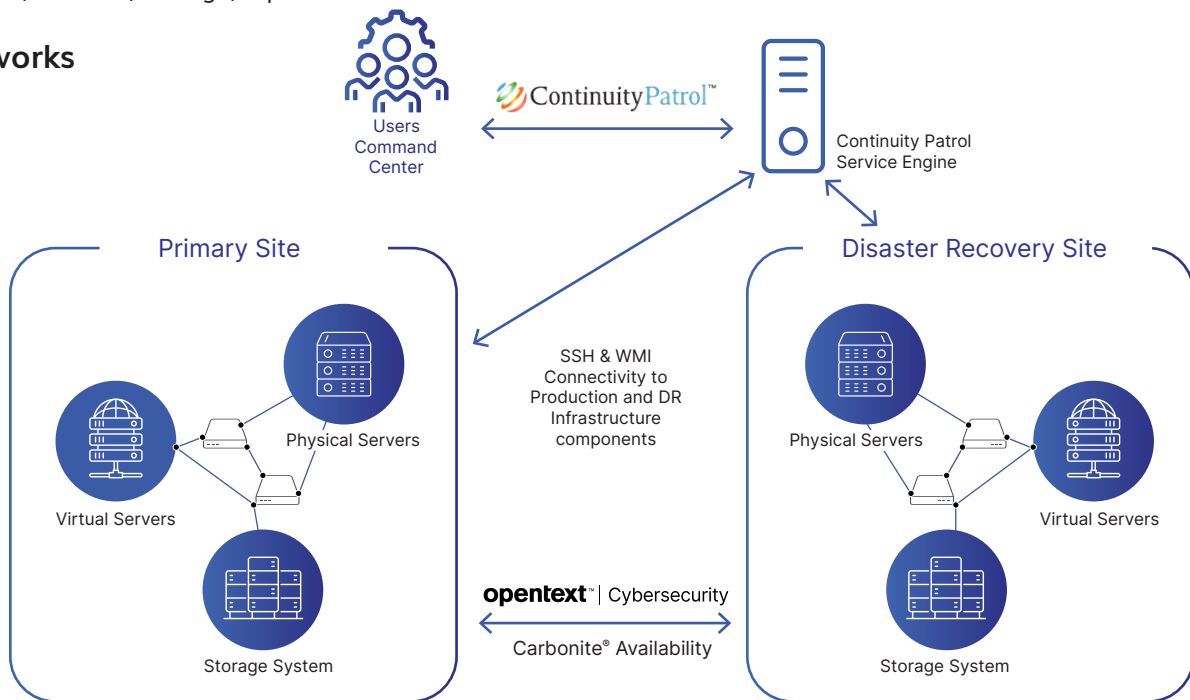 works
ContinuityPatrol™
Users
Command
Center
Continuity Patrol
Service Engine
Primary Site
Disaster Recovery Site
SSH & WMI
Connectivity to
Production and DR
Infrastructure
components
Physical Servers
Virtual Servers
Storage System
Physical Servers
Virtual Servers
Storage System
opentext™ | Cybersecurity
Carbonite® Availability